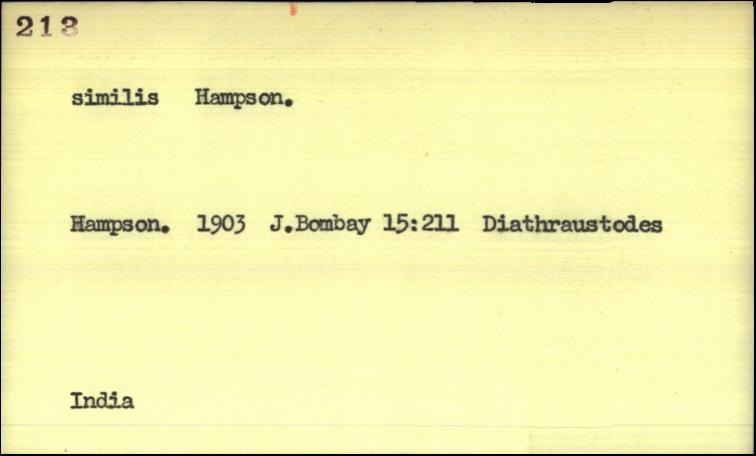 213
similis Hampson.
Hampson. 1903 J.Bombay 15:211 Diathraustodes
India